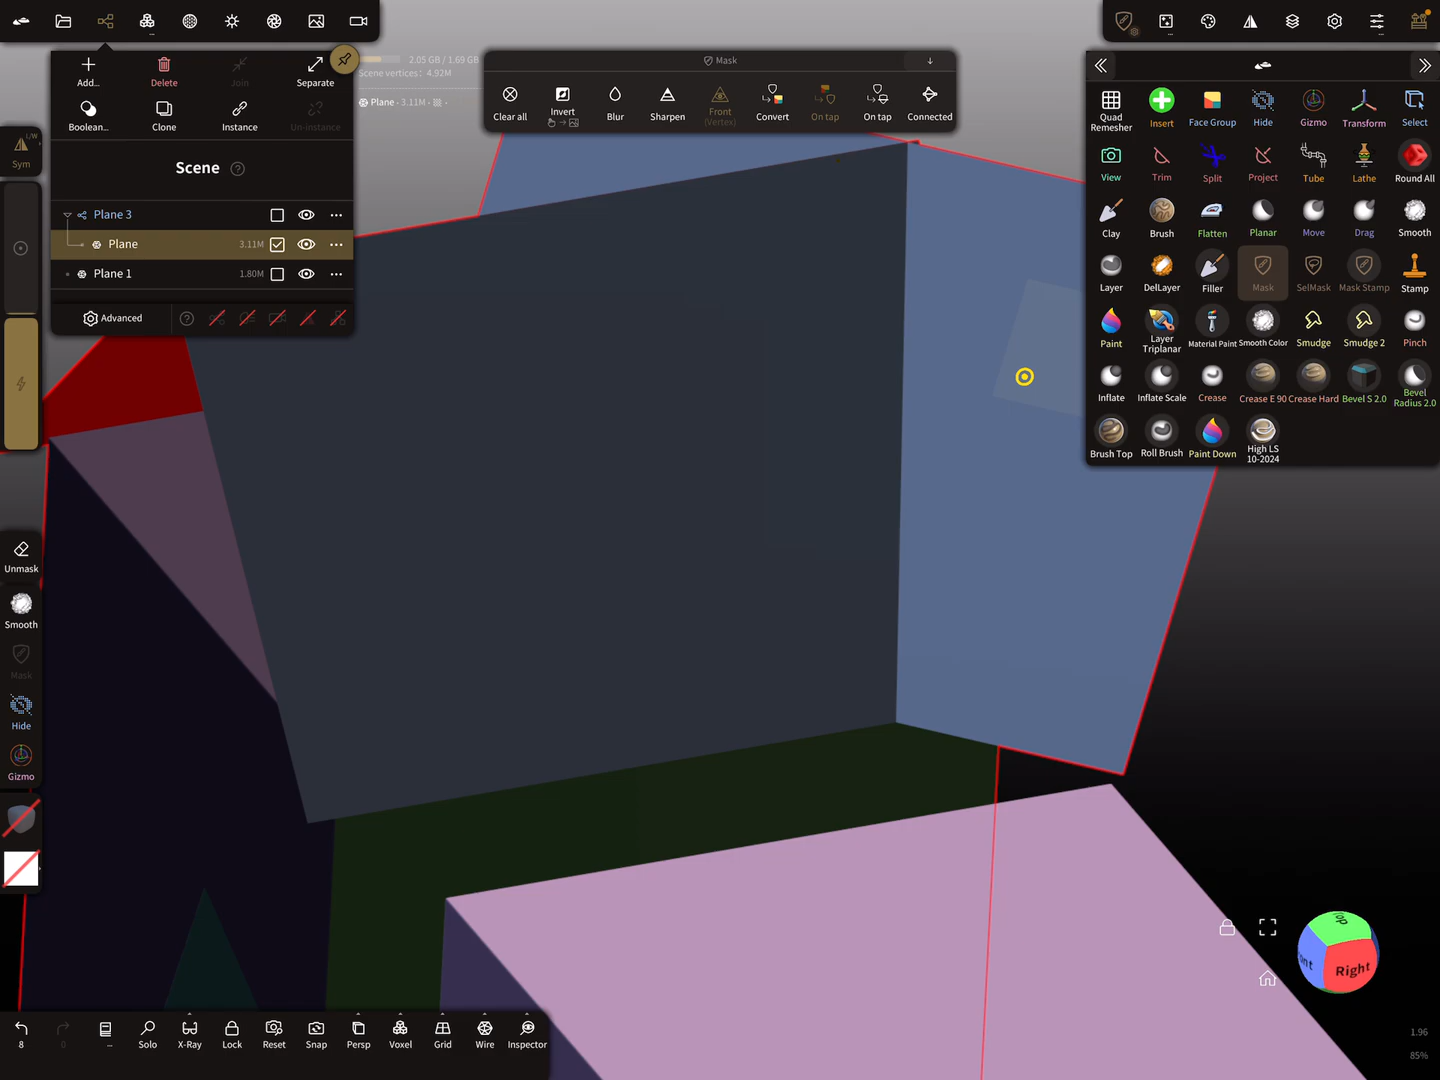 2.05 GB / 1.69 GB
Scene vertices: 4.92M
Plane · 3.11M ·
Add...
Delete
Join
Separate
Boolean...
Clone
Instance
Un-instance
Scene ?
Plane 3
Plane 3.11M
Plane 1 1.80M
Advanced ?
Mask
Clear all
Invert
Blur
Sharpen
Front
(Vertex)
Convert
On tap
On tap
Connected
L/W
Sym
Unmask
Smooth
Mask
Hide
Gizmo
Quad
Remesher
Insert
Face Group
Hide
Gizmo
Transform
Select
View
Trim
Split
Project
Tube
Lathe
Round All
Clay
Brush
Flatten
Planar
Move
Drag
Smooth
Layer
DelLayer
Filler
Mask
SelMask
Mask Stamp
Stamp
Paint
Layer
Triplanar
Material Paint
Smooth Color
Smudge
Smudge 2
Pinch
Inflate
Inflate Scale
Crease
Crease E 90
Crease Hard
Bevel S 2.0
Bevel
Radius 2.0
Brush Top
Roll Brush
Paint Down
High LS
10-2024
Top
Right
8
0
...
Solo
X-Ray
Lock
Reset
Snap
Persp
Voxel
Grid
Wire
Inspector
1.96
85%